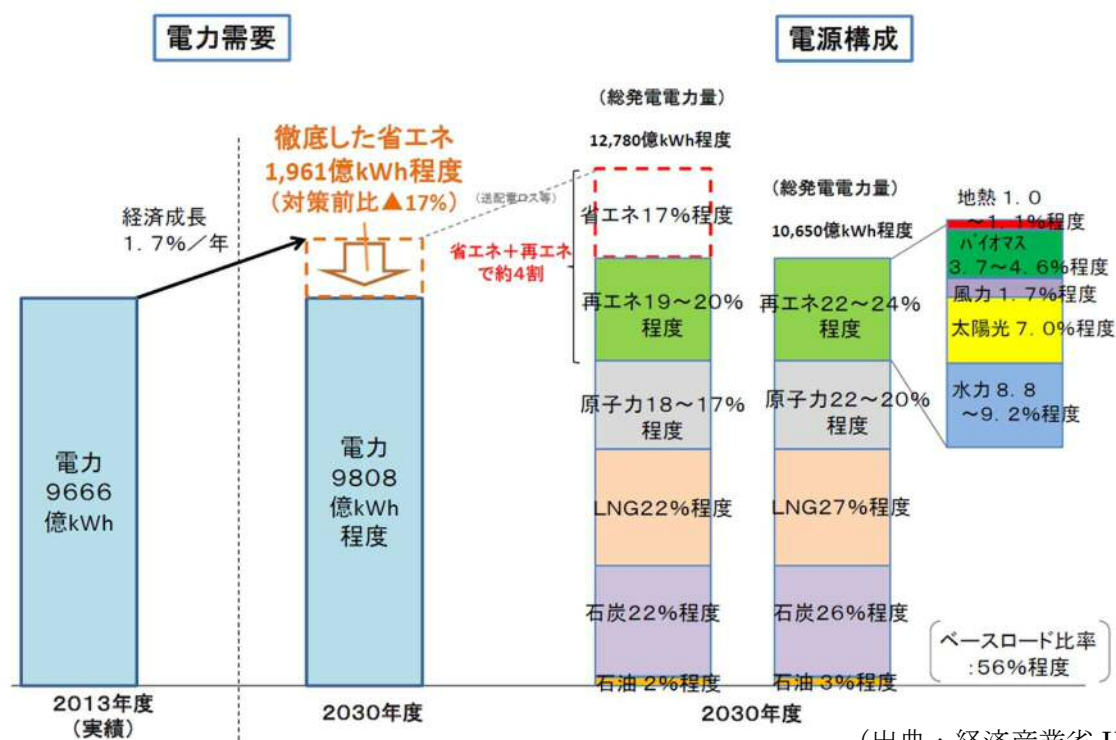 電力需要
電源構成
(総発電電力量)
12,780億kWh程度
徹底した省エネ
1,961億kWh程度
(対策前比▲17%)
(送配電ロス等)
(総発電電力量)
10,650億kWh程度
経済成長
1.7%/年
省エネ+再エネ
で約4割
省エネ17%程度
再エネ19~20%
程度
原子力18~17%
程度
LNG22%程度
石炭22%程度
石油2%程度
再エネ22~24%
程度
原子力22~20%
程度
LNG27%程度
石炭26%程度
石油3%程度
地熱1.0
~1.1%程度
バイオマス
3.7~4.6%程度
風力1.7%程度
太陽光7.0%程度
水力8.8
~9.2%程度
電力
9666
億kWh
電力
9808
億kWh
程度
ベースロード比率
:56%程度
2013年度
(実績)
2030年度
2030年度
(出典:経済産業省